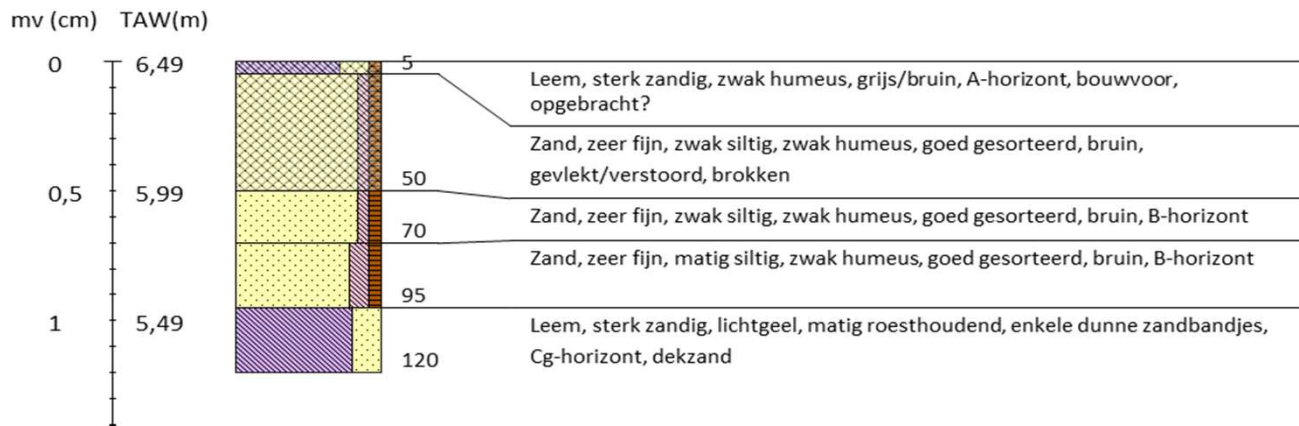 mv (cm) TAW(m)
0 6,49
5
Leem, sterk zandig, zwak humeus, grijs/bruin, A-horizont, bouwvoor,
opgebracht?
Zand, zeer fijn, zwak siltig, zwak humeus, goed gesorteerd, bruin,
gevlekt/verstoord, brokken
50
0,5 5,99
Zand, zeer fijn, zwak siltig, zwak humeus, goed gesorteerd, bruin, B-horizont
70
Zand, zeer fijn, matig siltig, zwak humeus, goed gesorteerd, bruin, B-horizont
95
1 5,49
Leem, sterk zandig, lichtgeel, matig roesthoudend, enkele dunne zandbandjes,
Cg-horizont, dekzand
120